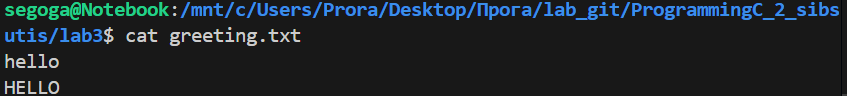 segoga@Notebook:/mnt/c/Users/Prora/Desktop/Прога/lab_git/ProgrammingC_2_sibs
utis/lab3$ cat greeting.txt
hello
HELLO